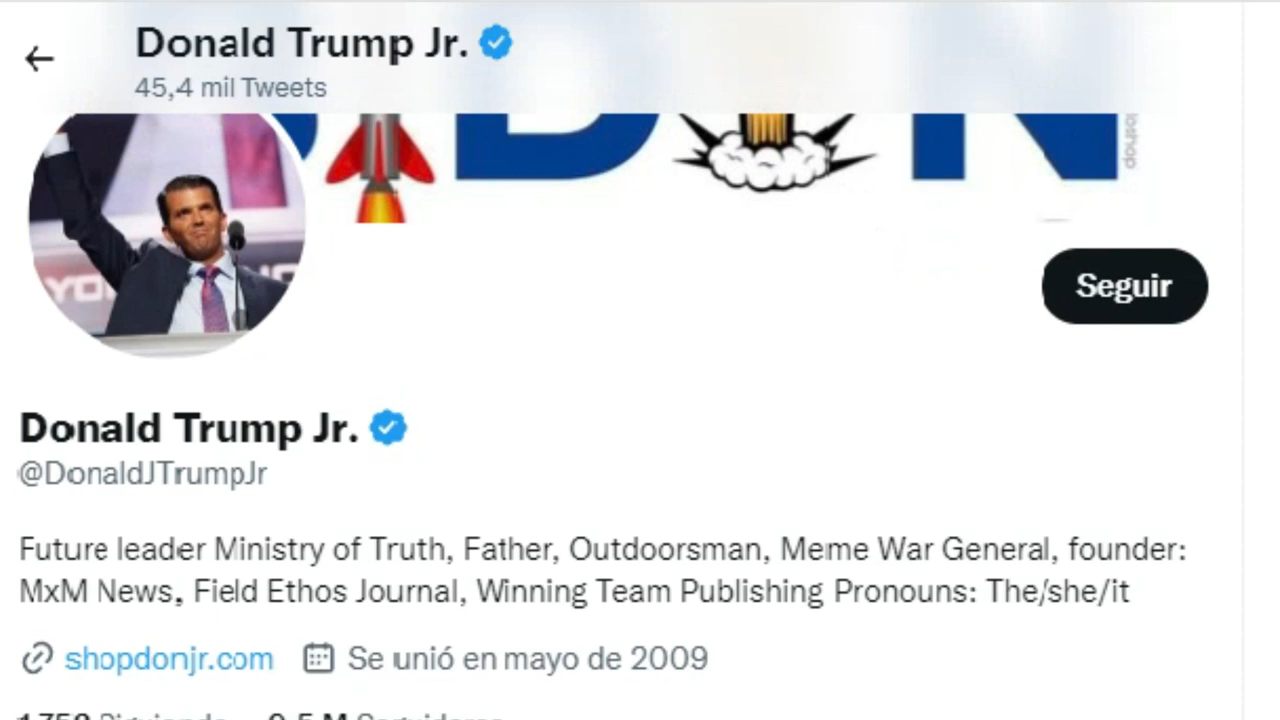 Donald Trump Jr.
45,4 mil Tweets
D N
Seguir
Donald Trump Jr.
@DonaldJTrumpJr
Future leader Ministry of Truth, Father, Outdoorsman, Meme War General, founder:
MxM News, Field Ethos Journal, Winning Team Publishing Pronouns: The/she/it
shopdonjr.com Se unió en mayo de 2009